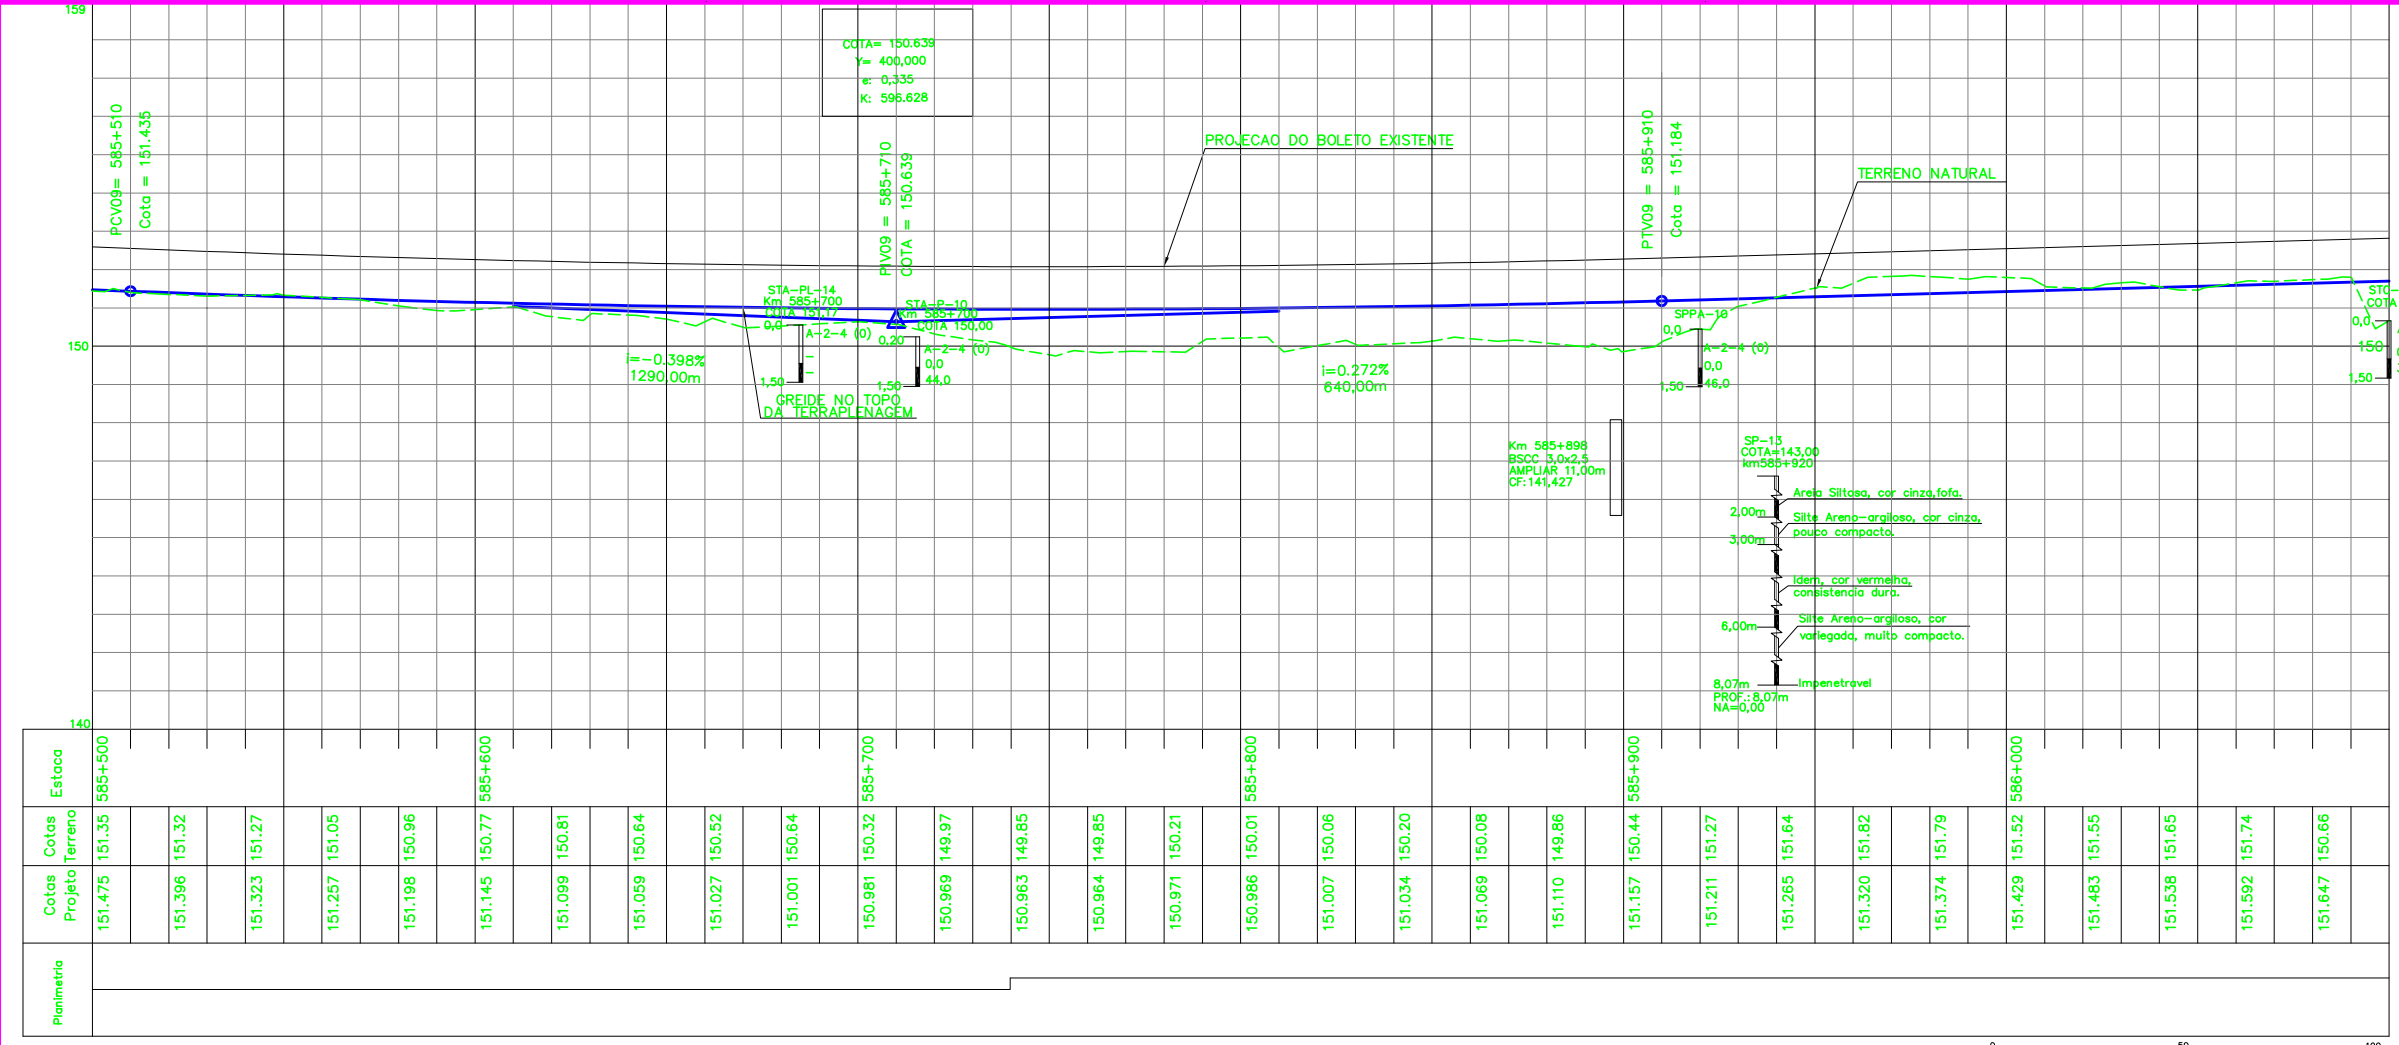 159
COTA= 150.639
Y= 400,000
e: 0,335
K: 596.628
PCV09= 585+510
Cota = 151.435
PIV09 = 585+710
COTA = 150.639
PROJECAO DO BOLETO EXISTENTE
PTV09 = 585+910
Cota = 151.184
TERRENO NATURAL
STA-PL-14
Km 585+700
COTA 151,17
0,0
A-2-4 (0)
-
-
1,50
STA-P-10
Km 585+700
COTA 150,00
0,20
A-2-4 (0)
0,0
44,0
1,50
SPPA-10
0,0
A-2-4 (0)
0,0
46,0
1,50
COTA
0,0
150
1,50
150
i=-0.398%
1290,00m
i=0.272%
640,00m
GREIDE NO TOPO
DA TERRAPLENAGEM
Km 585+898
BSCC 3,0x2,5
AMPLIAR 11,00m
CF:141,427
SP-13
COTA=143,00
km585+920
Areia Siltosa, cor cinza,fofa.
2,00m
Silte Areno-argiloso, cor cinza,
pouco compacto.
3,00m
Idem, cor vermelha,
consistencia dura.
6,00m
Silte Areno-argiloso, cor
variegada, muito compacto.
8,07m
Impenetravel
PROF.:8,07m
NA=0,00
140
Estaca
585+500 585+600 585+700 585+800 585+900 586+000
Cotas
Terreno
151.35 151.32 151.27 151.05 150.96 150.77 150.81 150.64 150.52 150.64 150.32 149.97 149.85 149.85 150.21 150.01 150.06 150.20 150.08 149.86 150.44 151.27 151.64 151.82 151.79 151.52 151.55 151.65 151.74 150.66
Cotas
Projeto
151.475 151.396 151.323 151.257 151.198 151.145 151.099 151.059 151.027 151.001 150.981 150.969 150.963 150.964 150.971 150.986 151.007 151.034 151.069 151.110 151.157 151.211 151.265 151.320 151.374 151.429 151.483 151.538 151.592 151.647
Planimetria